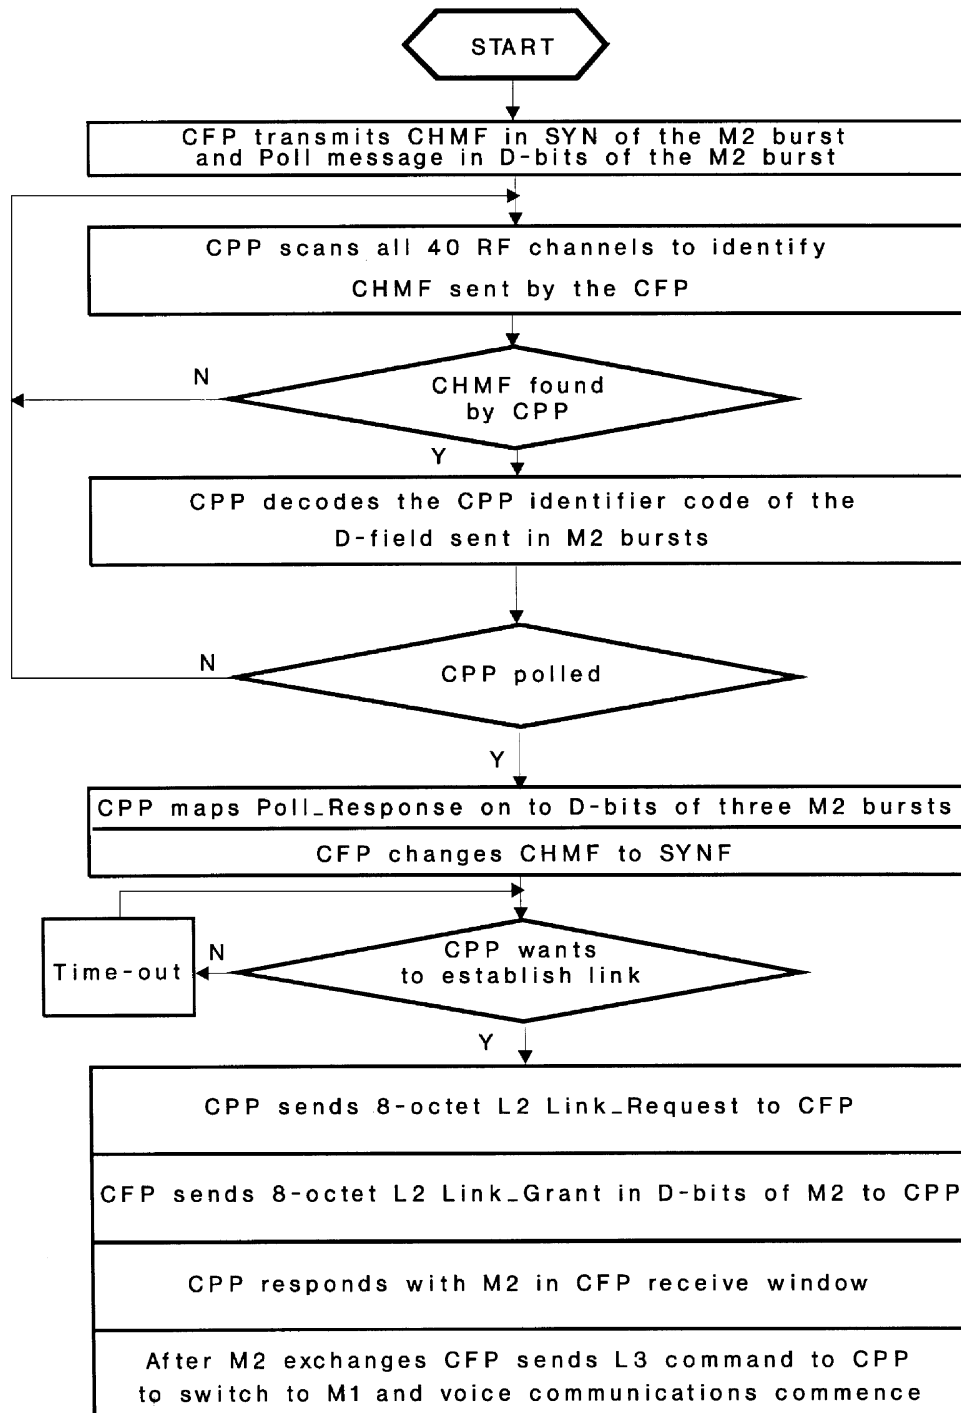 START
CFP transmits CHMF in SYN of the M2 burst
and Poll message in D-bits of the M2 burst
CPP scans all 40 RF channels to identify
CHMF sent by the CFP
N
CHMF found
by CPP
Y
CPP decodes the CPP identifier code of the
D-field sent in M2 bursts
N
CPP polled
Y
CPP maps Poll_Response on to D-bits of three M2 bursts
CFP changes CHMF to SYNF
CPP wants
to establish link
N
Time-out
Y
CPP sends 8-octet L2 Link_Request to CFP
CFP sends 8-octet L2 Link_Grant in D-bits of M2 to CPP
CPP responds with M2 in CFP receive window
After M2 exchanges CFP sends L3 command to CPP
to switch to M1 and voice communications commence